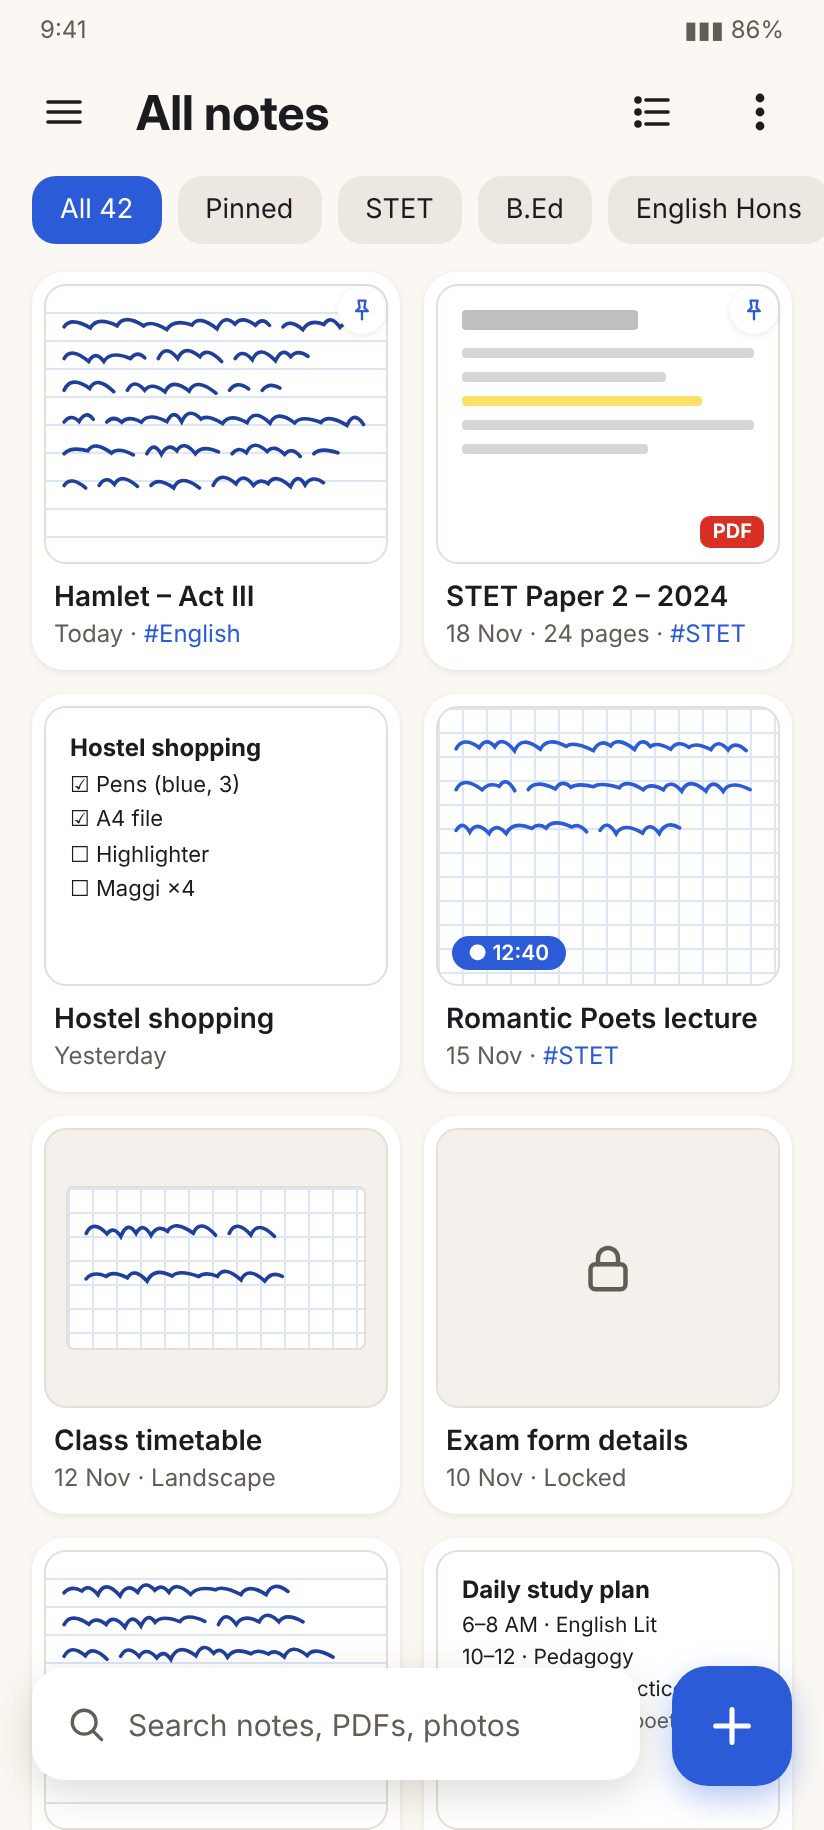 9:41 86%
All notes
All 42 Pinned STET B.Ed English Hons
PDF
Hamlet – Act III
Today · #English
STET Paper 2 – 2024
18 Nov · 24 pages · #STET
Hostel shopping
☑ Pens (blue, 3)
☑ A4 file
☐ Highlighter
☐ Maggi ×4
Hostel shopping
Yesterday
12:40
Romantic Poets lecture
15 Nov · #STET
Class timetable
12 Nov · Landscape
Exam form details
10 Nov · Locked
Daily study plan
6–8 AM · English Lit
10–12 · Pedagogy
Search notes, PDFs, photos